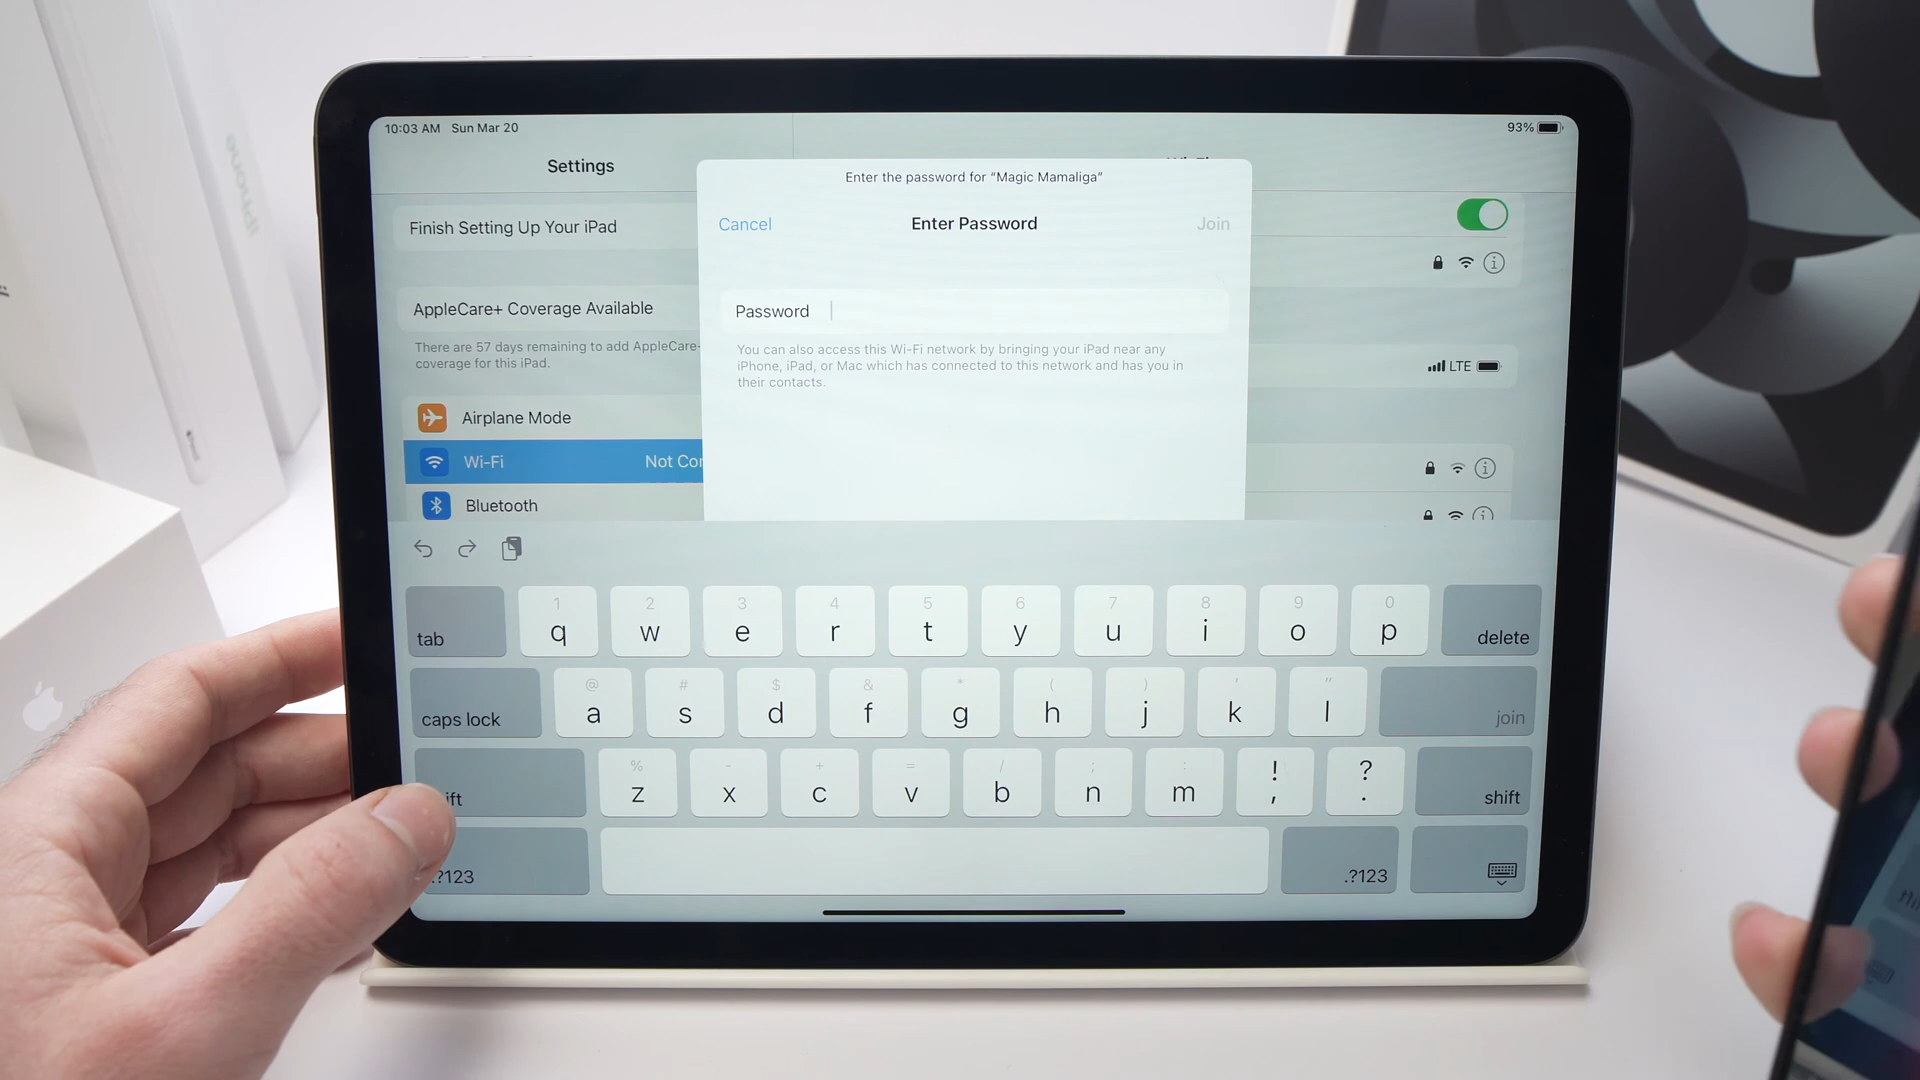 10:03 AM Sun Mar 20
93%
Settings
Finish Setting Up Your iPad
AppleCare+ Coverage Available
There are 57 days remaining to add AppleCare+
coverage for this iPad.
Airplane Mode
Wi-Fi Not Con
Bluetooth
Enter the password for “Magic Mamaliga”
Cancel Enter Password Join
Password
You can also access this Wi-Fi network by bringing your iPad near any
iPhone, iPad, or Mac which has connected to this network and has you in
their contacts.
LTE
1 2 3 4 5 6 7 8 9 0
tab q w e r t y u i o p delete
@ # $ & * ( ) ' "
caps lock a s d f g h j k l join
% - + = / ; : ! ?
ift z x c v b n m , . shift
.?123 .?123
iPhone